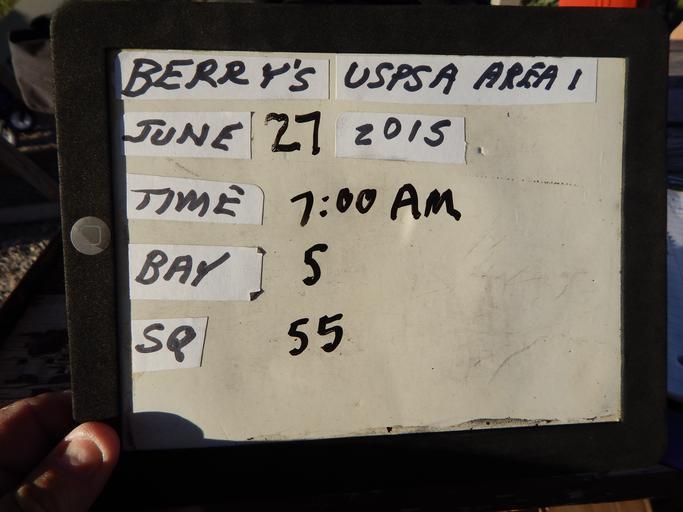 BERRY'S USPSA AREA 1
JUNE 27 2015
TIME 7:00 AM
BAY 5
SQ 55